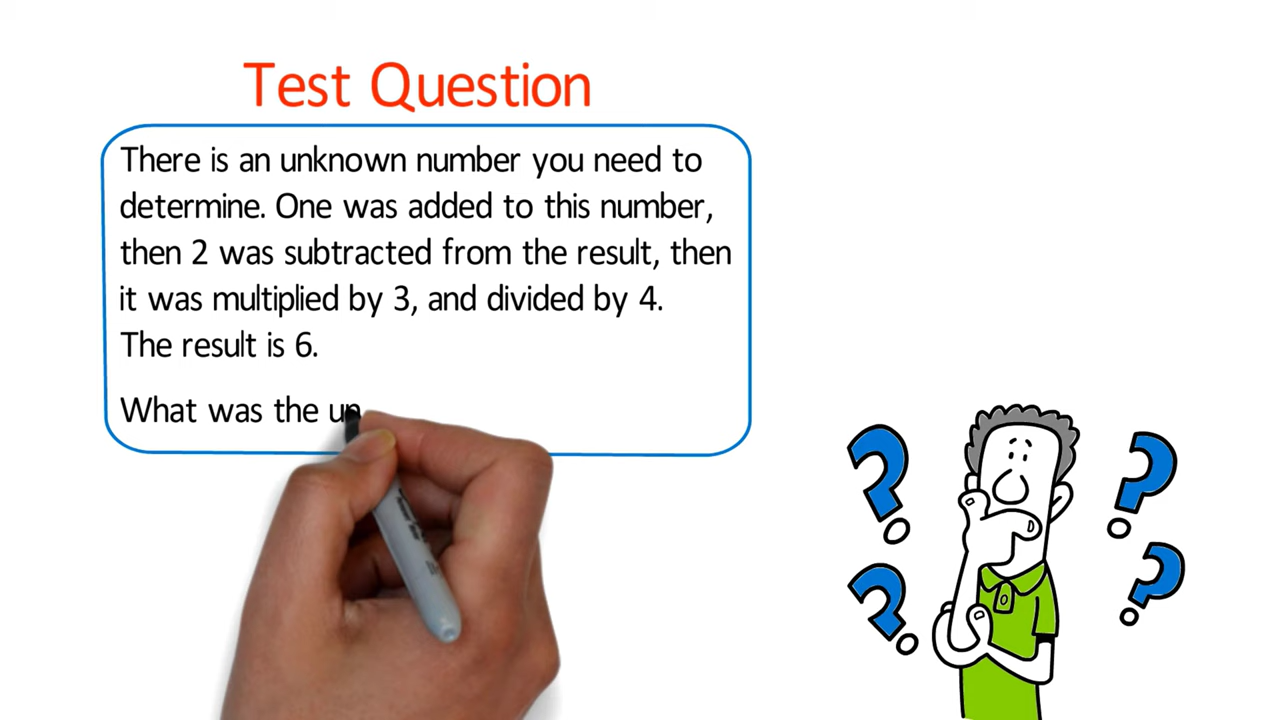 Test Question
There is an unknown number you need to
determine. One was added to this number,
then 2 was subtracted from the result, then
it was multiplied by 3, and divided by 4.
The result is 6.
What was the un